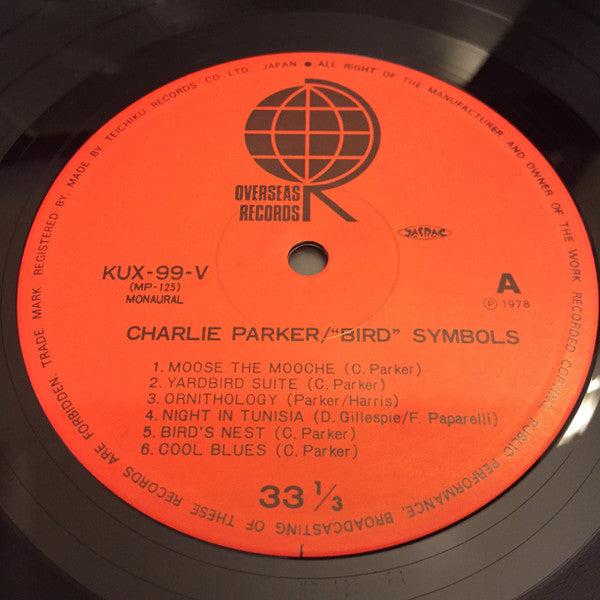 TRADE MARK REGISTERED. BY. MADE BY TEICHIKU RECORDS CO. LTD. JAPAN ● ALL RIGHT OF THE MANUFACTURER AND OWNER OF THE WORK RECORDED COPYING, PUBLIC PERFORMANCE, BROADCASTING OF THESE RECORDS ARE FORBIDDEN.
OVERSEAS
RECORDS
JASRAC
KUX-99-V
(MP-125)
MONAURAL
A
Ⓟ 1978
CHARLIE PARKER/"BIRD" SYMBOLS
1. MOOSE THE MOOCHE (C. Parker)
2. YARDBIRD SUITE (C. Parker)
3. ORNITHOLOGY (Parker/Harris)
4. NIGHT IN TUNISIA (D. Gillespie/F. Paparelli)
5. BIRD'S NEST (C. Parker)
6. COOL BLUES (C. Parker)
33 1/3